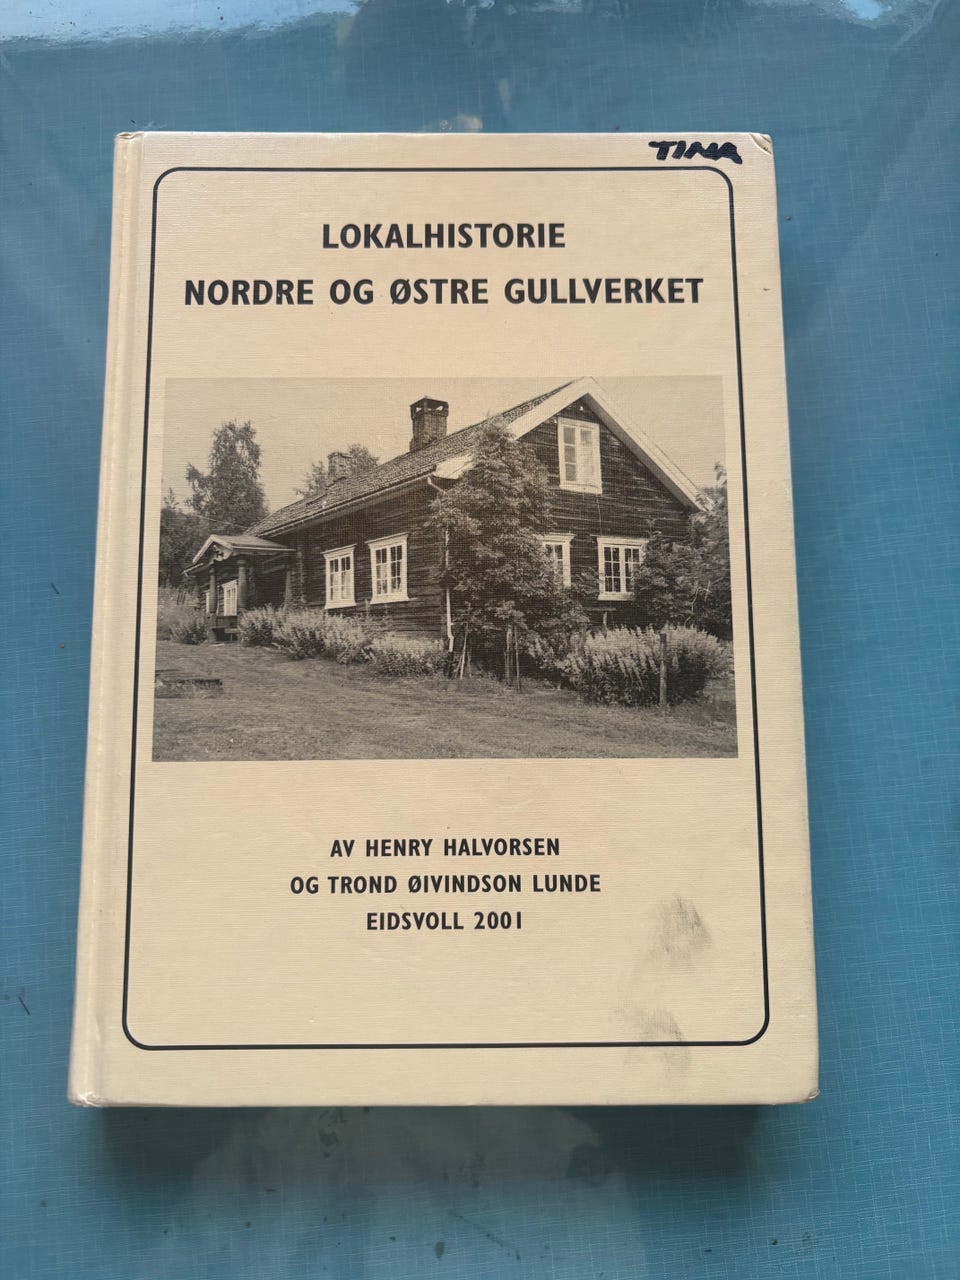 TINA
LOKALHISTORIE
NORDRE OG ØSTRE GULLVERKET
AV HENRY HALVORSEN
OG TROND ØIVINDSON LUNDE
EIDSVOLL 2001